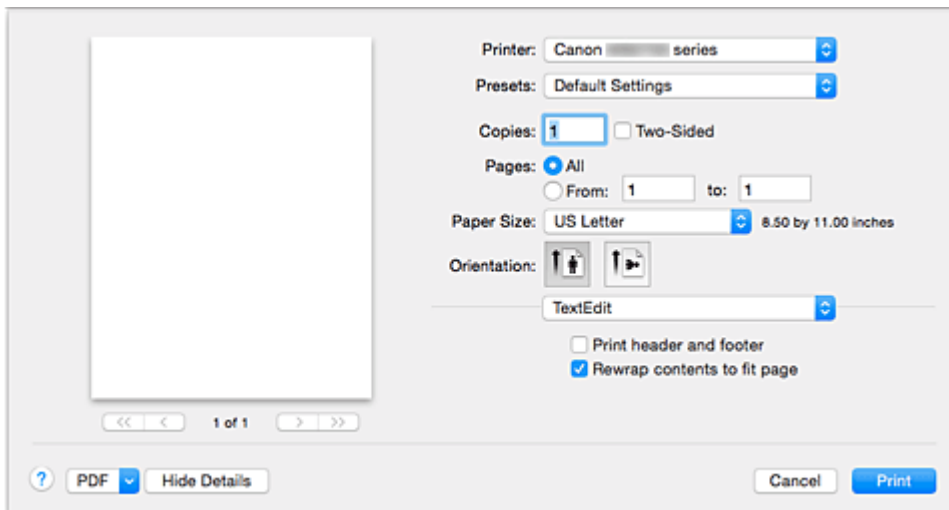 Printer: Canon series
Presets: Default Settings
Copies: 1 Two-Sided
Pages: All
From: 1 to: 1
Paper Size: US Letter 8.50 by 11.00 inches
Orientation:
TextEdit
Print header and footer
Rewrap contents to fit page
<< < 1 of 1 > >>
? PDF Hide Details Cancel Print